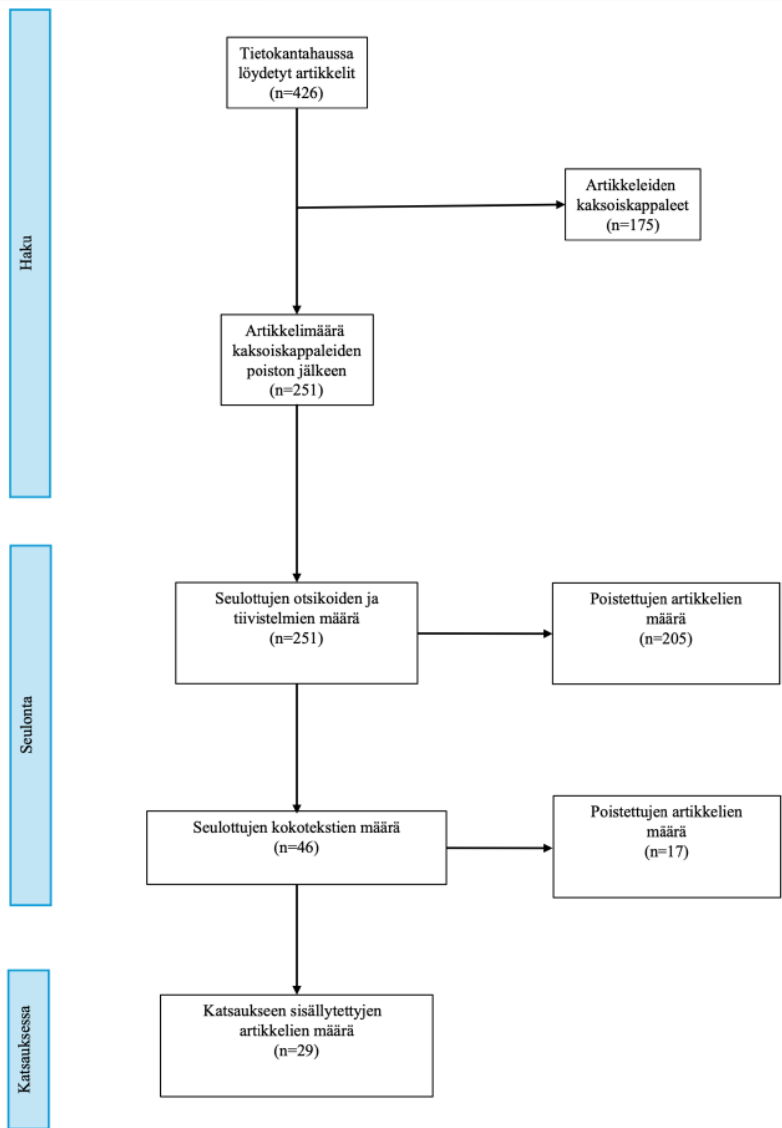 Tietokantahaussa
löydetyt artikkelit
(n=426)
Artikkeleiden
kaksoiskappaleet
(n=175)
Haku
Artikkelimäärä
kaksoiskappaleiden
poiston jälkeen
(n=251)
Seulottujen otsikoiden ja
tiivistelmien määrä
(n=251)
Poistettujen artikkelien
määrä
(n=205)
Seulonta
Seulottujen kokotekstien määrä
(n=46)
Poistettujen artikkelien
määrä
(n=17)
Katsauksessa
Katsaukseen sisällytettyjen
artikkelien määrä
(n=29)